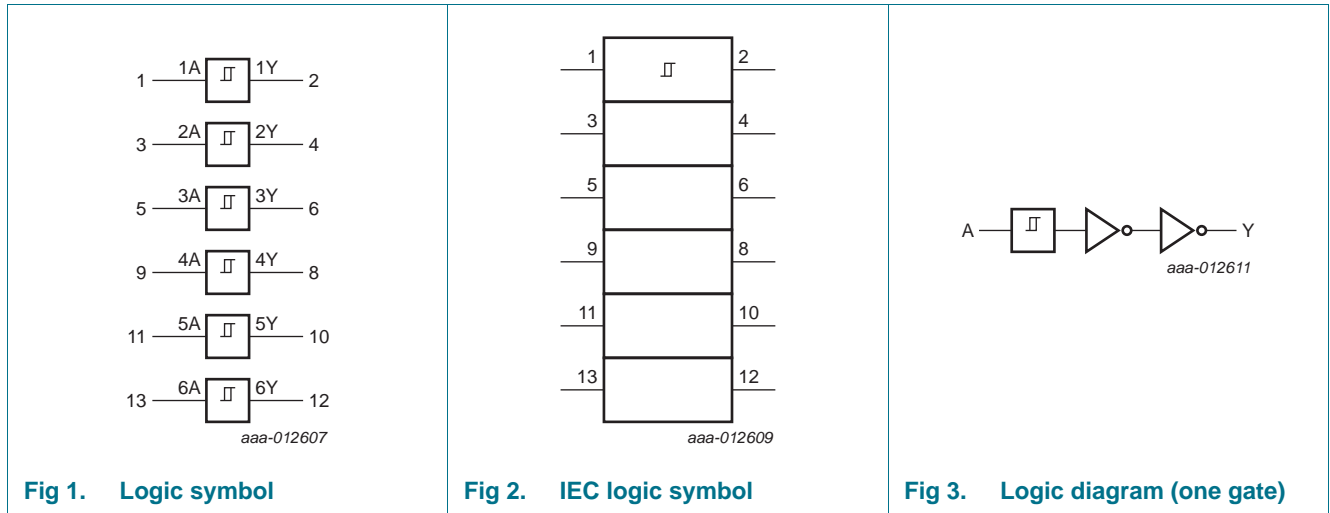 1 1A 1Y 2
3 2A 2Y 4
5 3A 3Y 6
9 4A 4Y 8
11 5A 5Y 10
13 6A 6Y 12
aaa-012607
Fig 1. Logic symbol
1 2
3 4
5 6
9 8
11 10
13 12
aaa-012609
Fig 2. IEC logic symbol
A Y
aaa-012611
Fig 3. Logic diagram (one gate)